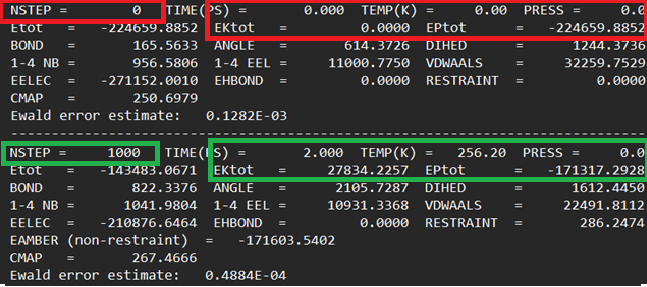 NSTEP = 0 TIME(PS) = 0.000 TEMP(K) = 0.00 PRESS = 0.0
Etot = -224659.8852 EKtot = 0.0000 EPtot = -224659.8852
BOND = 165.5633 ANGLE = 614.3726 DIHED = 1244.3736
1-4 NB = 956.5806 1-4 EEL = 11000.7750 VDWAALS = 32259.7529
EELEC = -271152.0010 EHBOND = 0.0000 RESTRAINT = 0.0000
CMAP = 250.6979
Ewald error estimate: 0.1282E-03
------------------------------------------------------------------------------
NSTEP = 1000 TIME(PS) = 2.000 TEMP(K) = 256.20 PRESS = 0.0
Etot = -143483.0671 EKtot = 27834.2257 EPtot = -171317.2928
BOND = 822.3376 ANGLE = 2105.7287 DIHED = 1612.4450
1-4 NB = 1041.9804 1-4 EEL = 10931.3368 VDWAALS = 22491.8112
EELEC = -210876.6464 EHBOND = 0.0000 RESTRAINT = 286.2474
EAMBER (non-restraint) = -171603.5402
CMAP = 267.4666
Ewald error estimate: 0.4884E-04